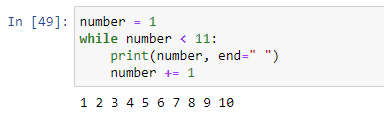 In [49]: number = 1
while number < 11:
    print(number, end=" ")
    number += 1
1 2 3 4 5 6 7 8 9 10